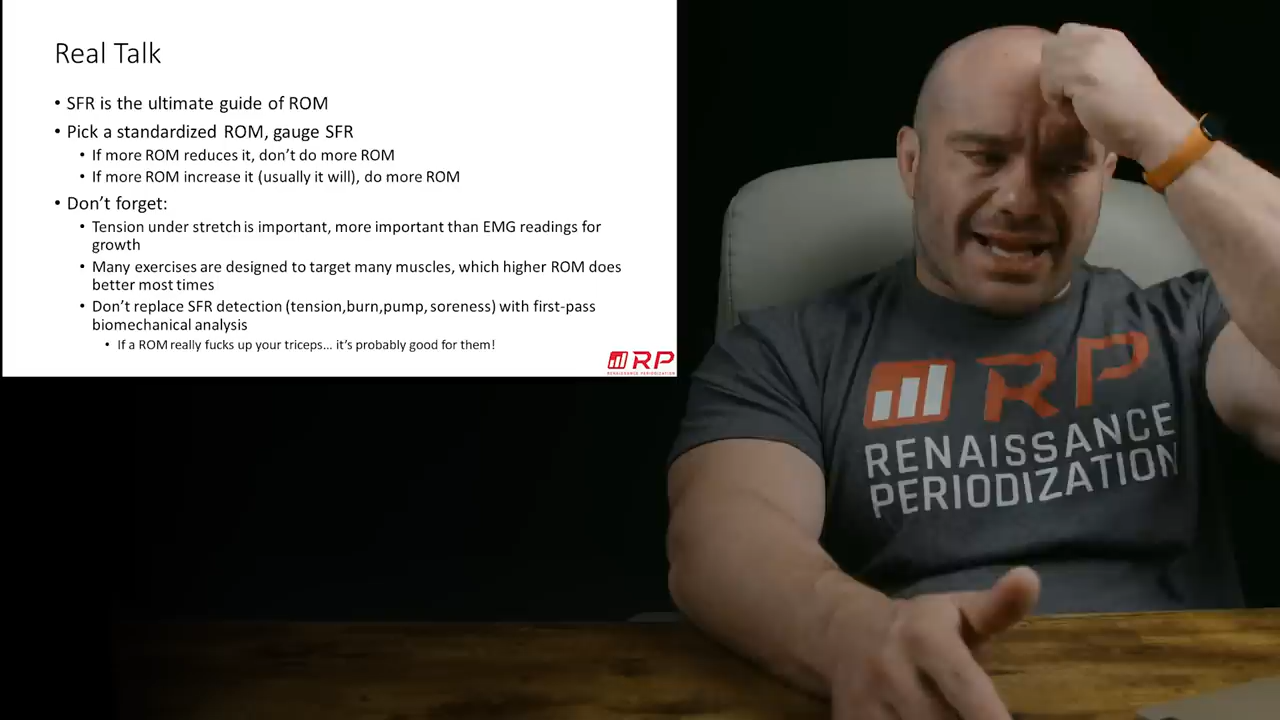 Real Talk
• SFR is the ultimate guide of ROM
• Pick a standardized ROM, gauge SFR
• If more ROM reduces it, don't do more ROM
• If more ROM increase it (usually it will), do more ROM
• Don't forget:
• Tension under stretch is important, more important than EMG readings for
growth
• Many exercises are designed to target many muscles, which higher ROM does
better most times
• Don't replace SFR detection (tension,burn,pump, soreness) with first-pass
biomechanical analysis
• If a ROM really fucks up your triceps... it's probably good for them!
RP
RENAISSANCE PERIODIZATION
RP
RENAISSANCE
PERIODIZATION